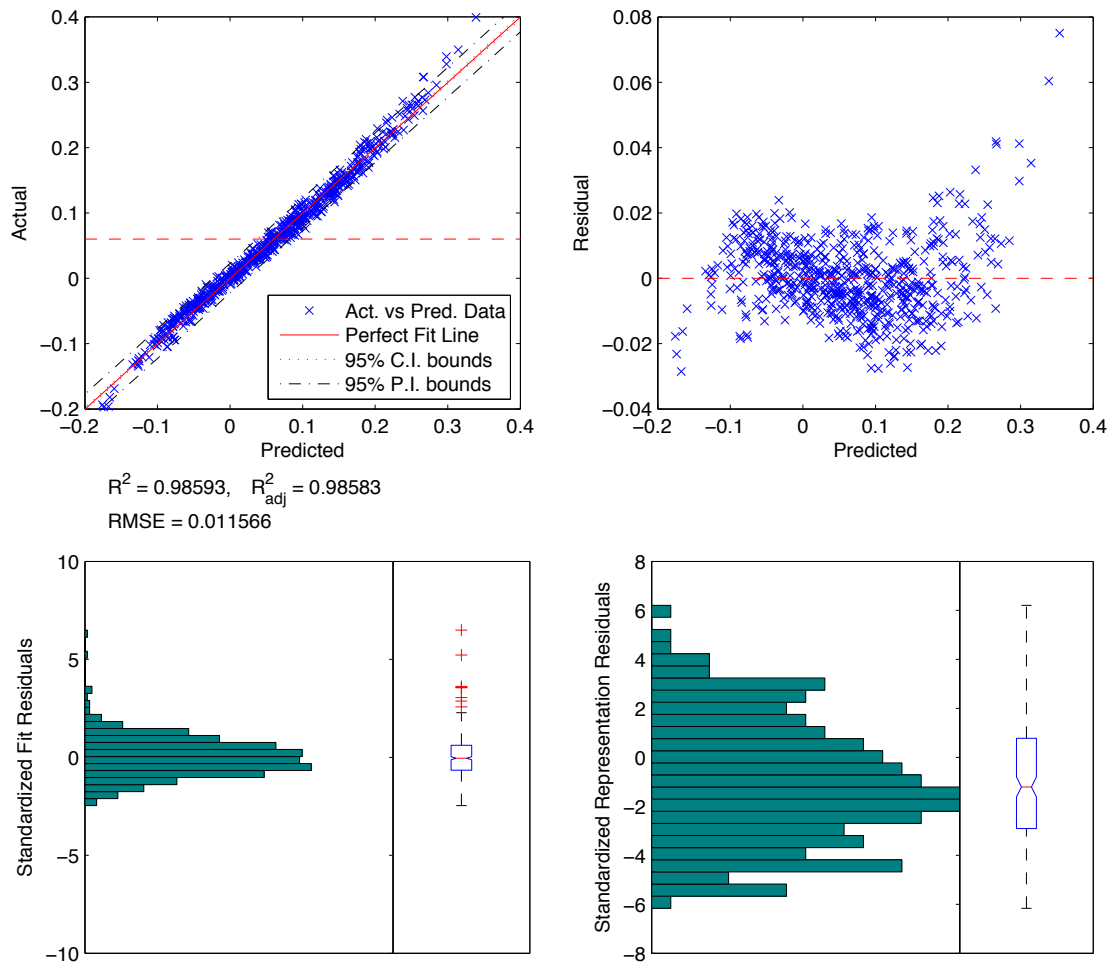 0.4
0.3
0.2
0.1
0
−0.1
−0.2
Actual
−0.2 −0.1 0 0.1 0.2 0.3 0.4
Predicted
Act. vs Pred. Data
Perfect Fit Line
95% C.I. bounds
95% P.I. bounds
0.08
0.06
0.04
0.02
0
−0.02
−0.04
Residual
−0.2 −0.1 0 0.1 0.2 0.3 0.4
Predicted
R² = 0.98593, R²adj = 0.98583
RMSE = 0.011566
10
5
0
−5
−10
Standardized Fit Residuals
8
6
4
2
0
−2
−4
−6
−8
Standardized Representation Residuals